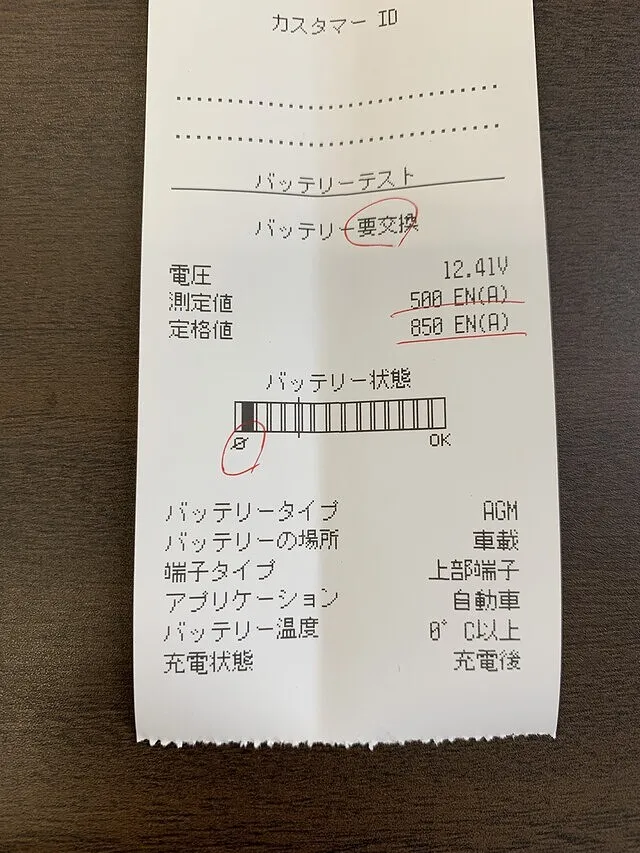 カスタマー ID
バッテリーテスト
バッテリー要交換
電圧 12.41V
測定値 500 EN(A)
定格値 850 EN(A)
バッテリー状態
0 OK
バッテリータイプ AGM
バッテリーの場所 車載
端子タイプ 上部端子
アプリケーション 自動車
バッテリー温度 0° C以上
充電状態 充電後